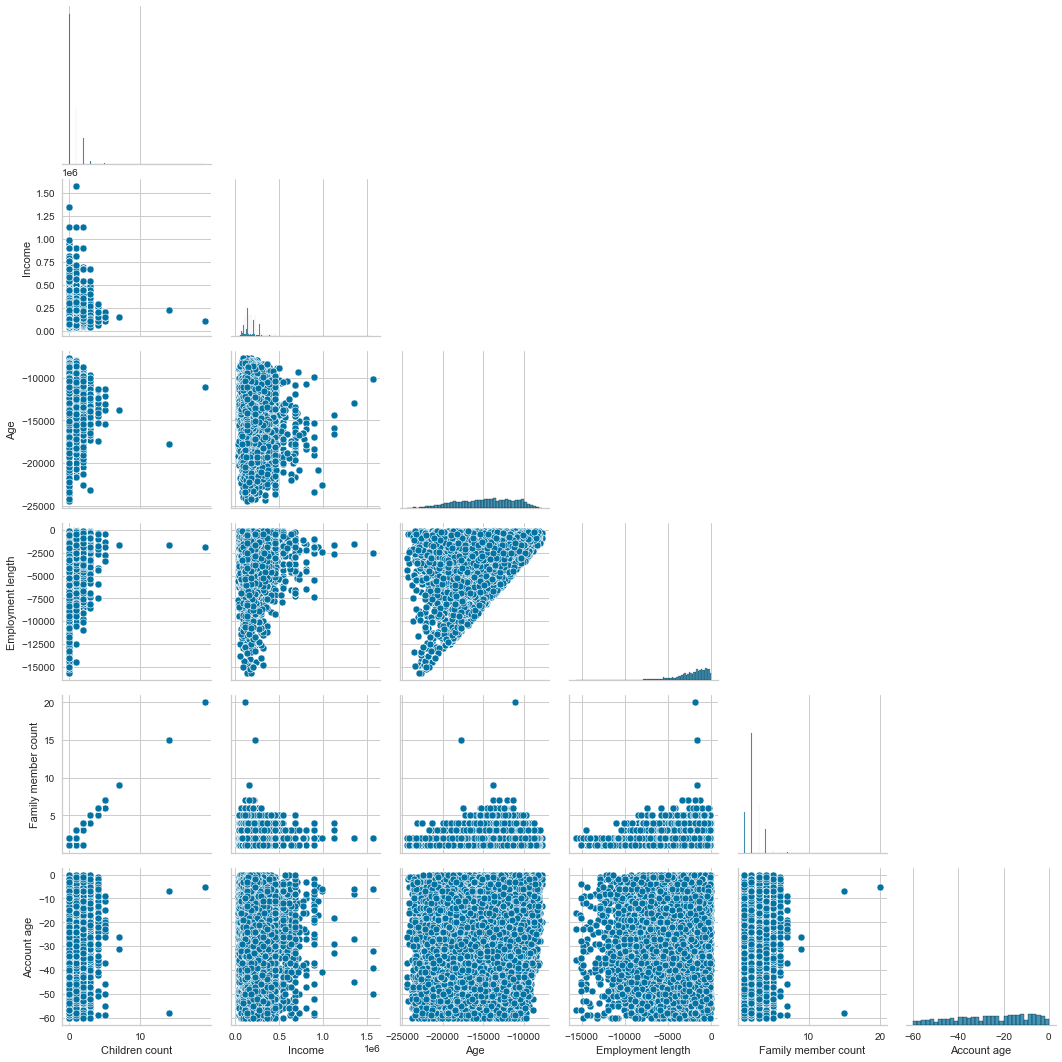 1e6
1.50
1.25
1.00
0.75
0.50
0.25
0.00
Income
−10000
−15000
−20000
−25000
Age
0
−2500
−5000
−7500
−10000
−12500
−15000
Employment length
20
15
10
5
Family member count
0
−10
−20
−30
−40
−50
−60
Account age
10
0.0 0.5 1.0 1.5
1e6
−25000 −20000 −15000 −10000
−15000 −10000 −5000 0
10 20
−60 −40 −20 0
Children count Income Age Employment length Family member count Account age